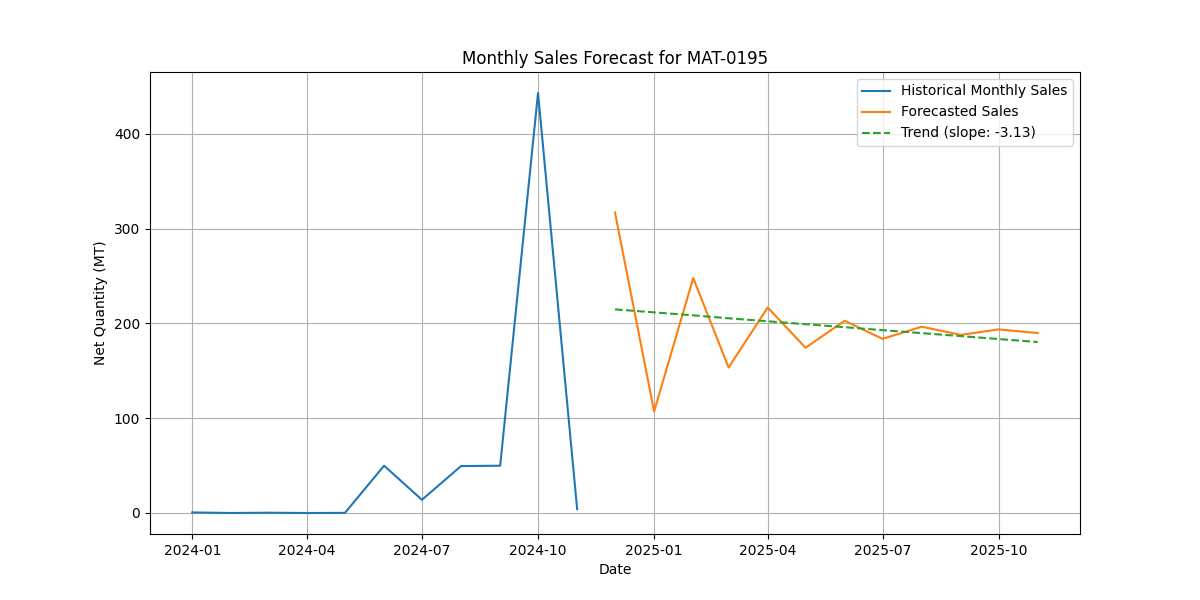 Monthly Sales Forecast for MAT-0195
Historical Monthly Sales
Forecasted Sales
Trend (slope: -3.13)
Net Quantity (MT)
400
300
200
100
0
2024-01
2024-04
2024-07
2024-10
2025-01
2025-04
2025-07
2025-10
Date